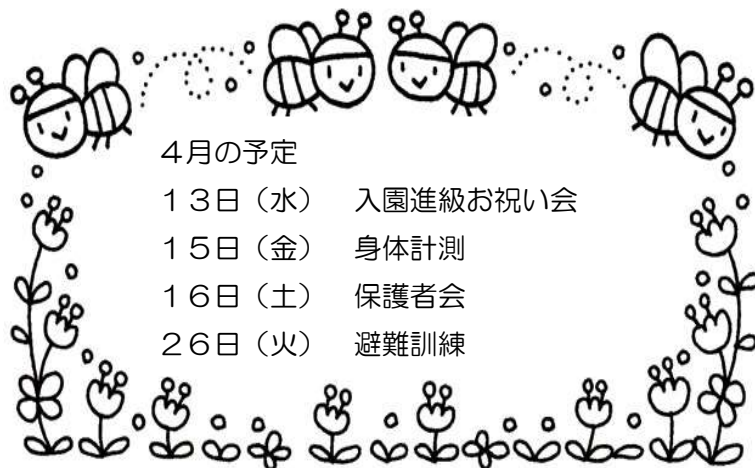 ４月の予定
１３日（水）　入園進級お祝い会
１５日（金）　身体計測
１６日（土）　保護者会
２６日（火）　避難訓練